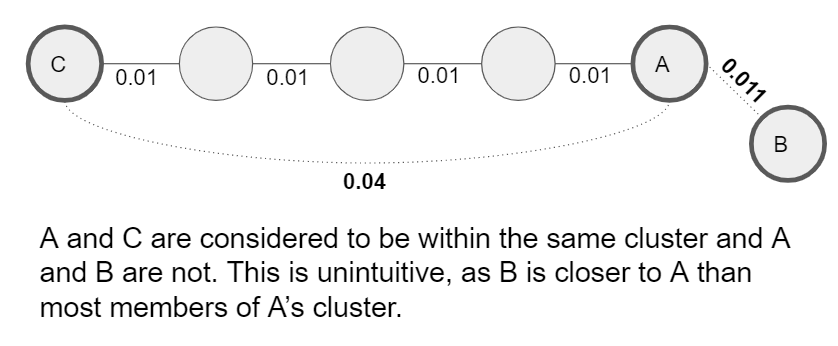 C
A
0.01
0.01
0.01
0.01
0.011
B
0.04
A and C are considered to be within the same cluster and A
and B are not. This is unintuitive, as B is closer to A than
most members of A's cluster.